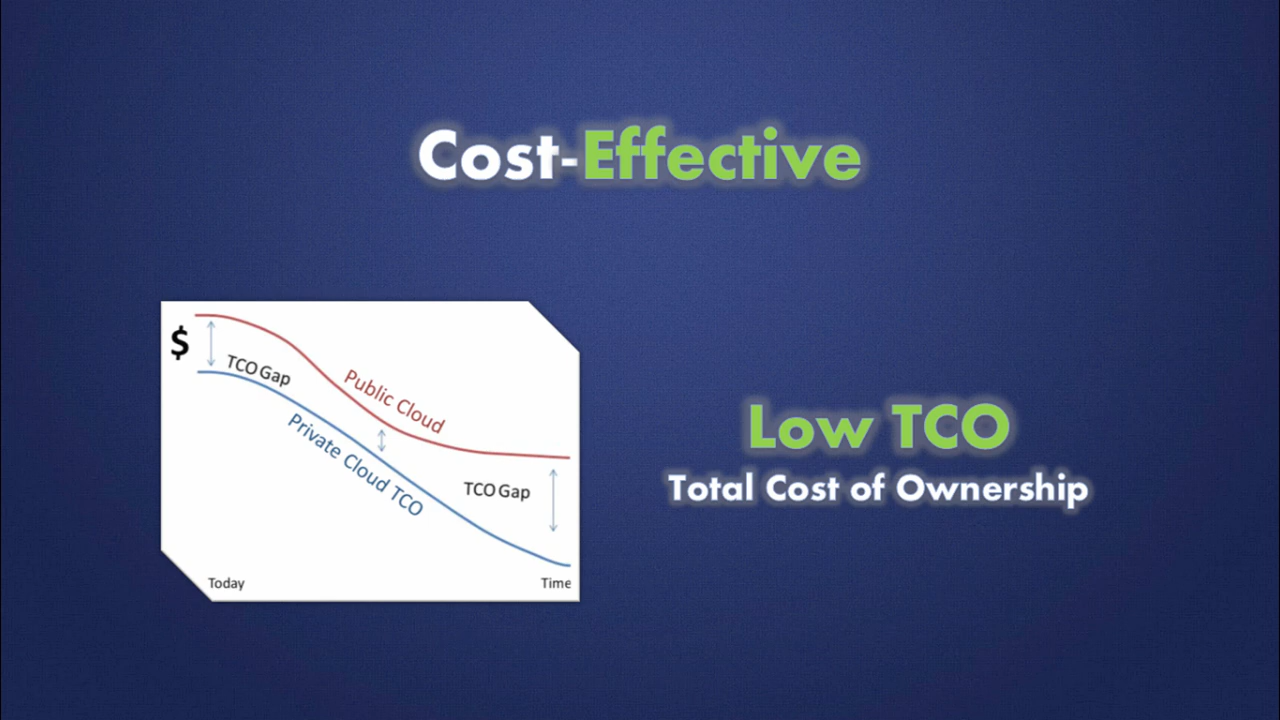 Cost-Effective
$
TCO Gap
Public Cloud
Private Cloud TCO
TCO Gap
Today
Time
Low TCO
Total Cost of Ownership